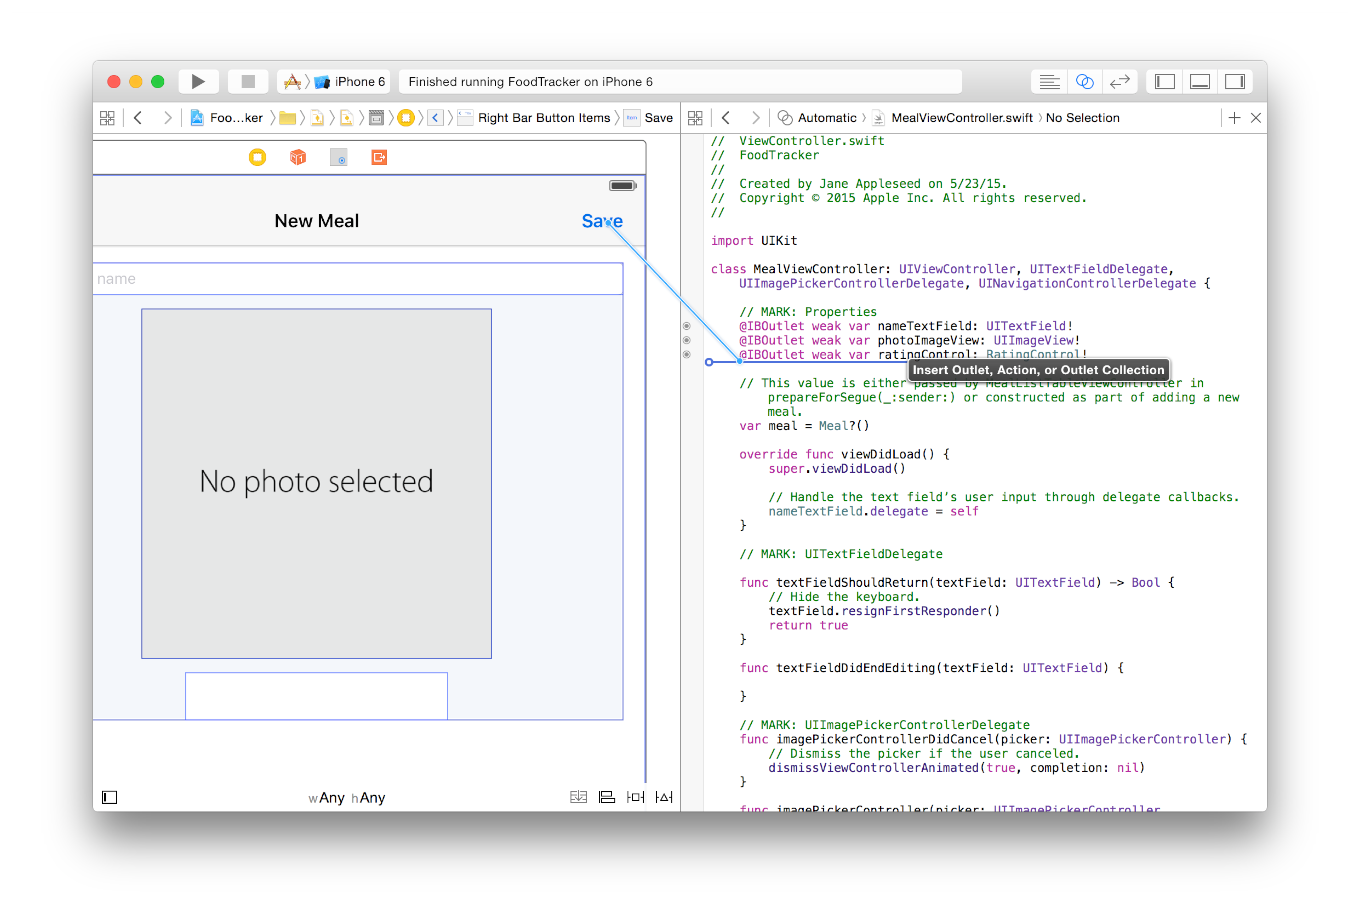 iPhone 6
Finished running FoodTracker on iPhone 6
Foo...ker
Right Bar Button Items
Save
Automatic
MealViewController.swift
No Selection
New Meal
Save
name
No photo selected
wAny hAny
//  ViewController.swift
//  FoodTracker
//
//  Created by Jane Appleseed on 5/23/15.
//  Copyright © 2015 Apple Inc. All rights reserved.
//
import UIKit
class MealViewController: UIViewController, UITextFieldDelegate,
UIImagePickerControllerDelegate, UINavigationControllerDelegate {
// MARK: Properties
@IBOutlet weak var nameTextField: UITextField!
@IBOutlet weak var photoImageView: UIImageView!
@IBOutlet weak var ratingControl: RatingControl!
Insert Outlet, Action, or Outlet Collection
// This value is either passed by MealListTableViewController in
prepareForSegue(_:sender:) or constructed as part of adding a new
meal.
var meal = Meal?()
override func viewDidLoad() {
super.viewDidLoad()
// Handle the text field’s user input through delegate callbacks.
nameTextField.delegate = self
}
// MARK: UITextFieldDelegate
func textFieldShouldReturn(textField: UITextField) -> Bool {
// Hide the keyboard.
textField.resignFirstResponder()
return true
}
func textFieldDidEndEditing(textField: UITextField) {
}
// MARK: UIImagePickerControllerDelegate
func imagePickerControllerDidCancel(picker: UIImagePickerController) {
// Dismiss the picker if the user canceled.
dismissViewControllerAnimated(true, completion: nil)
}
func imagePickerController(picker: UIImagePickerController,